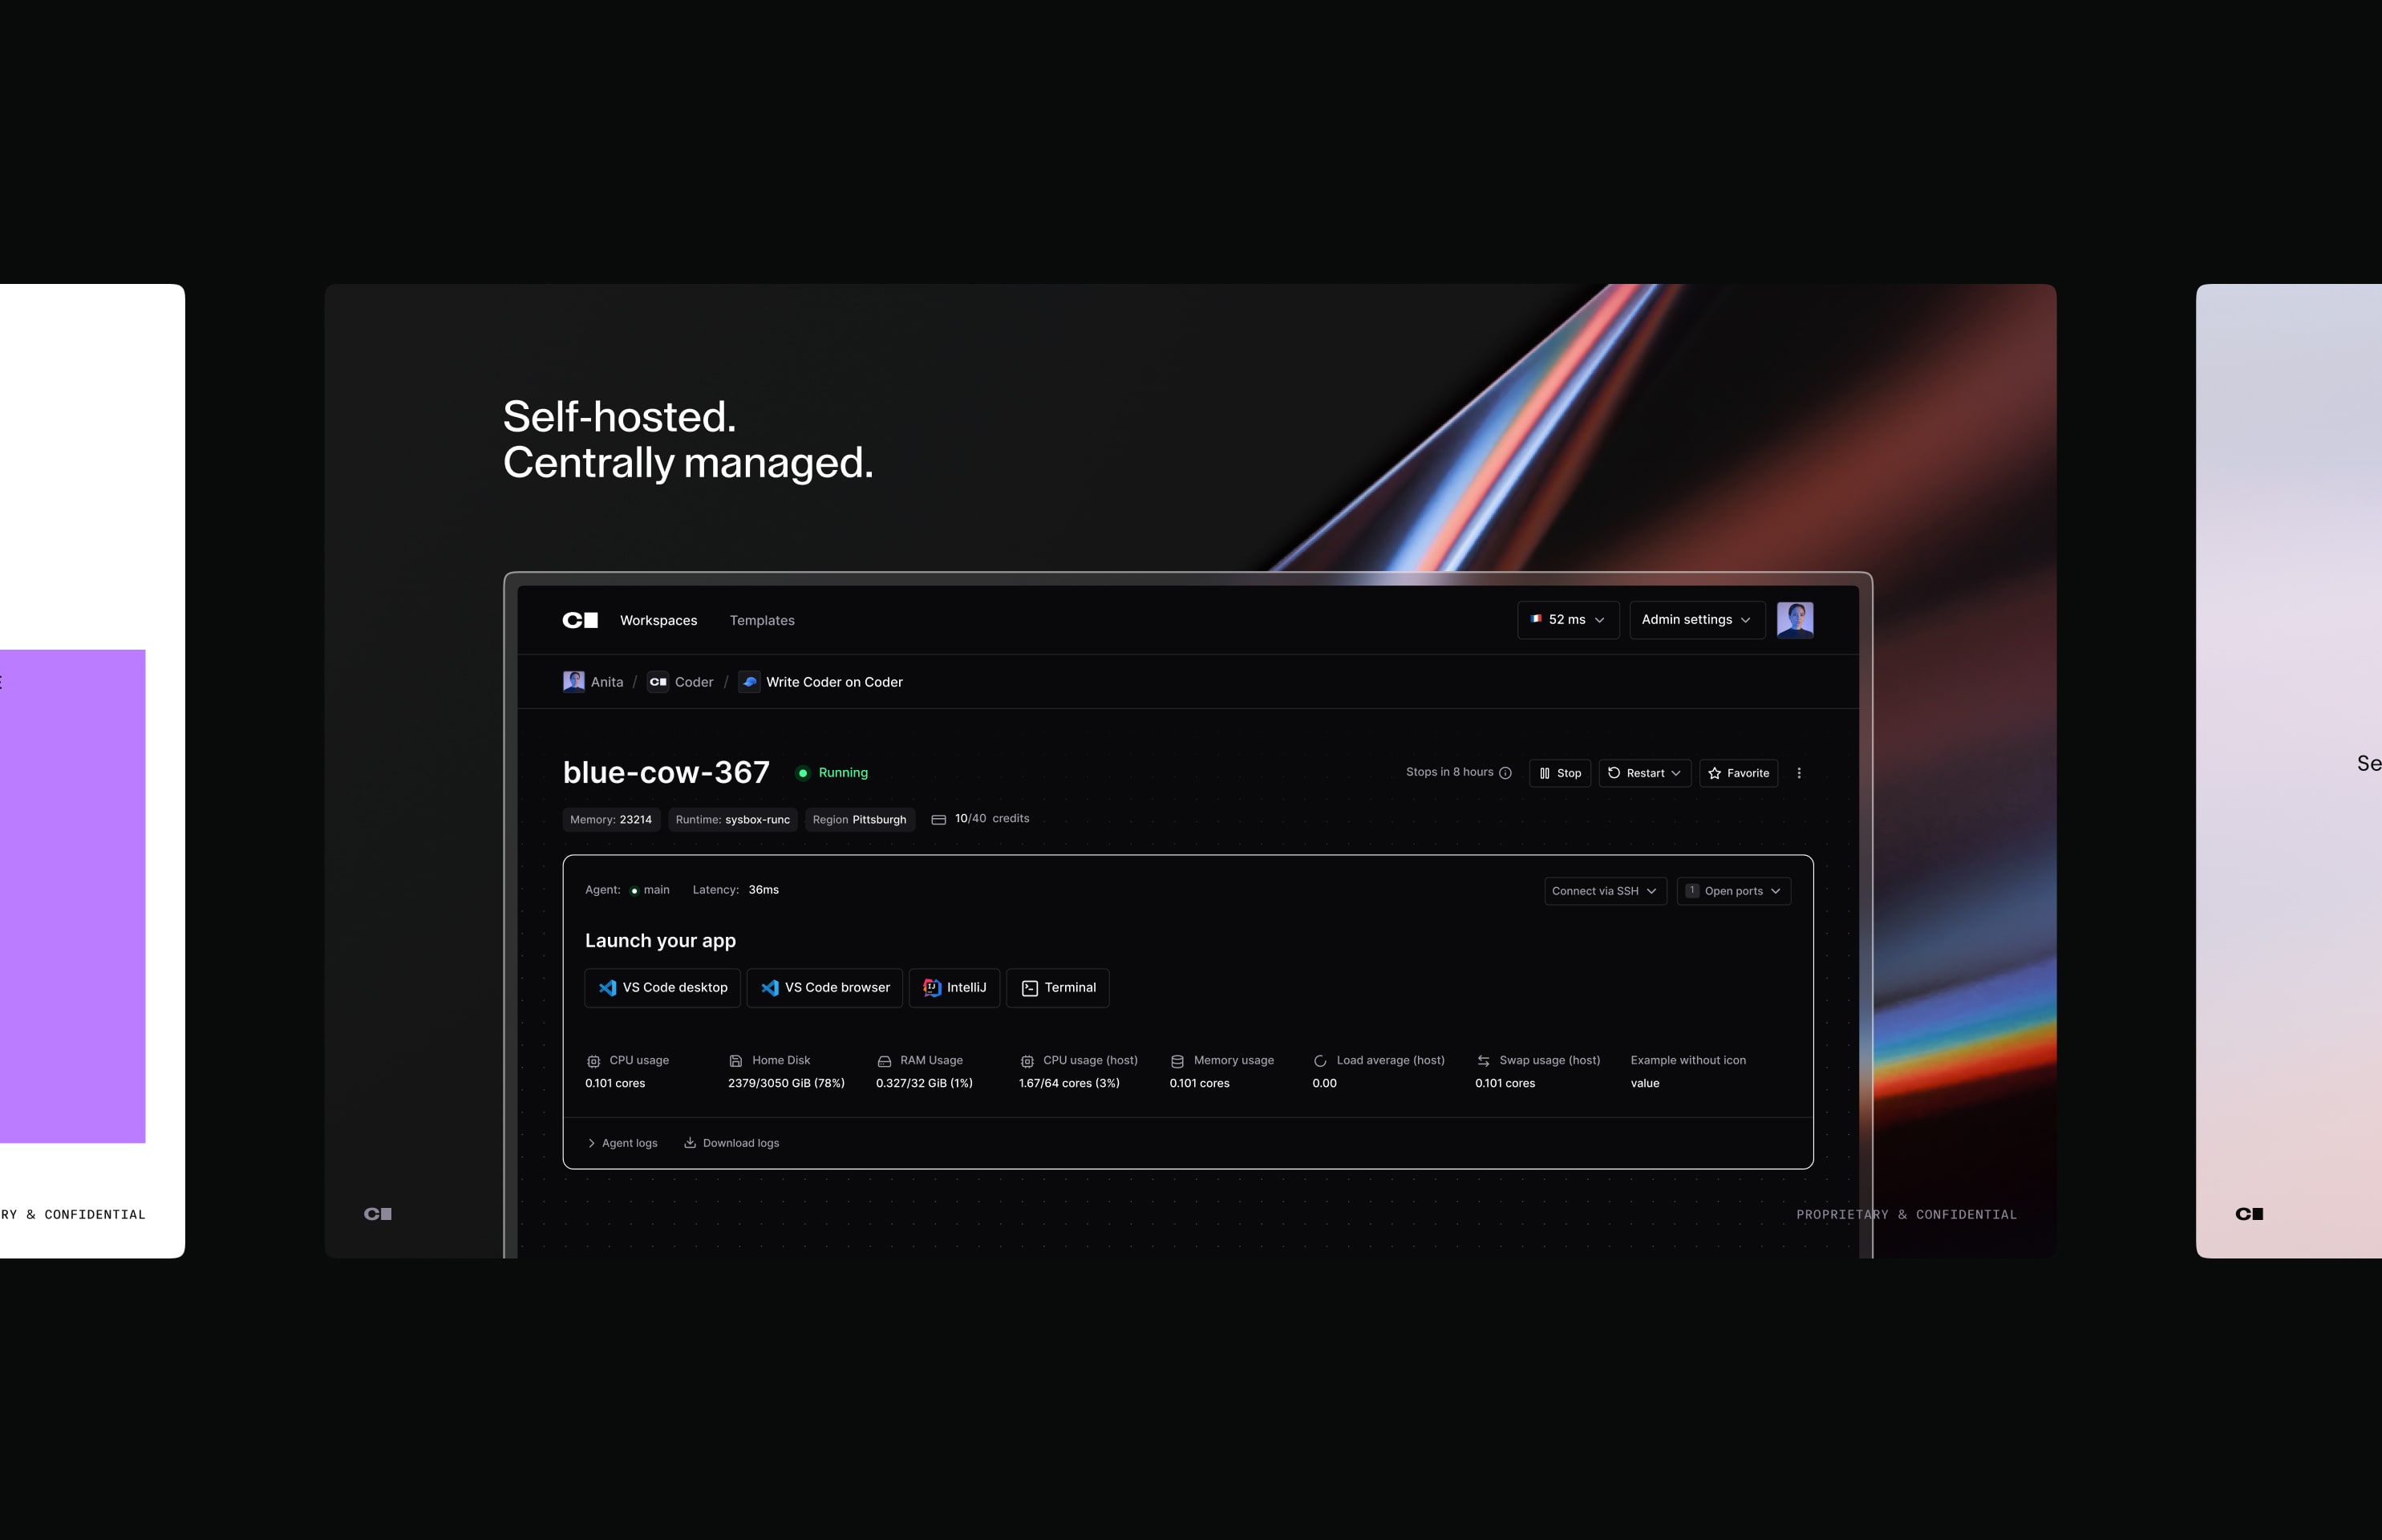 E
RY & CONFIDENTIAL
Self-hosted.
Centrally managed.
C
Workspaces
Templates
52 ms
Admin settings
Anita / C Coder / Write Coder on Coder
blue-cow-367
Running
Stops in 8 hours
Stop
Restart
Favorite
Memory: 23214
Runtime: sysbox-runc
Region Pittsburgh
10/40 credits
Agent: main
Latency: 36ms
Connect via SSH
1 Open ports
Launch your app
VS Code desktop
VS Code browser
IJ IntelliJ
Terminal
CPU usage
0.101 cores
Home Disk
2379/3050 GiB (78%)
RAM Usage
0.327/32 GiB (1%)
CPU usage (host)
1.67/64 cores (3%)
Memory usage
0.101 cores
Load average (host)
0.00
Swap usage (host)
0.101 cores
Example without icon
value
Agent logs
Download logs
C
PROPRIETARY & CONFIDENTIAL
Se
C